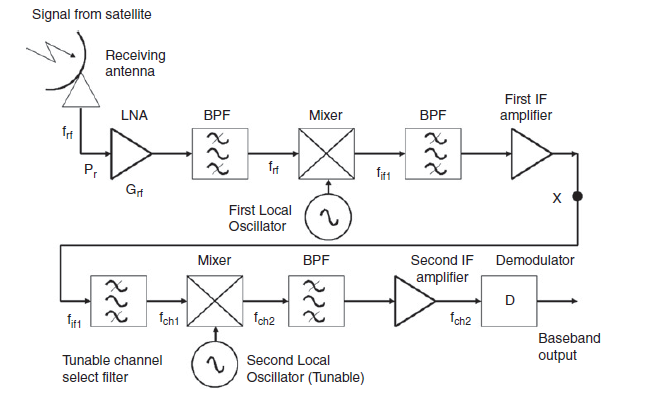 Signal from satellite
Receiving
antenna
LNA
BPF
Mixer
BPF
First IF
amplifier
frf
Pr
Grf
frf
fif1
First Local
Oscillator
X
Mixer
BPF
Second IF
amplifier
Demodulator
D
fif1
fch1
fch2
fch2
Baseband
output
Tunable channel
select filter
Second Local
Oscillator (Tunable)